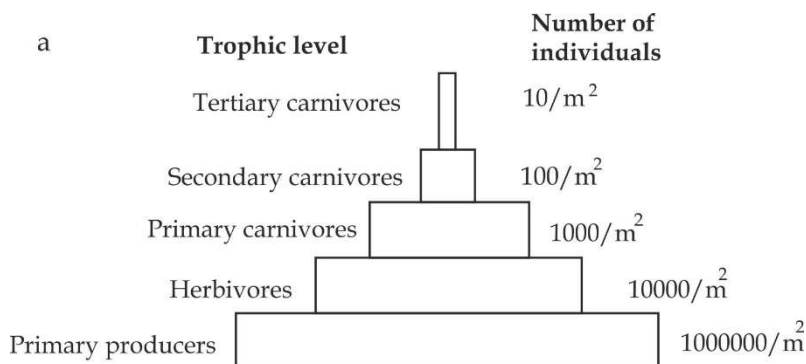 a
Trophic level
Number of
individuals
Tertiary carnivores 10/m²
Secondary carnivores 100/m²
Primary carnivores 1000/m²
Herbivores 10000/m²
Primary producers 1000000/m²